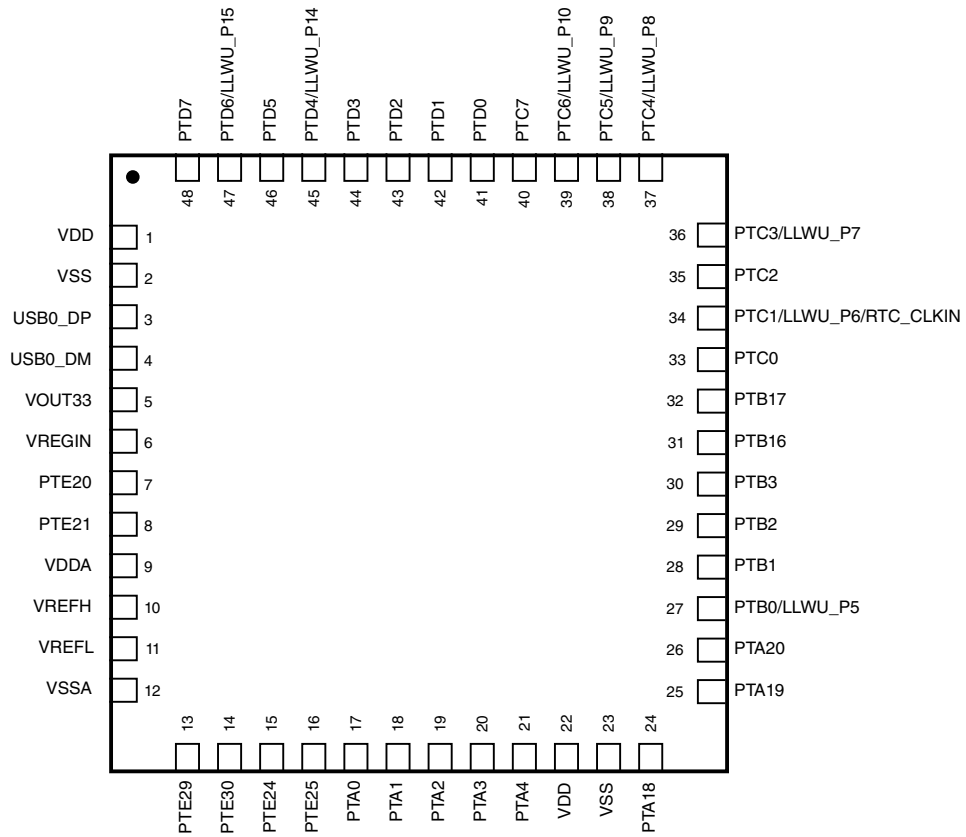 PTD7
PTD6/LLWU_P15
PTD5
PTD4/LLWU_P14
PTD3
PTD2
PTD1
PTD0
PTC7
PTC6/LLWU_P10
PTC5/LLWU_P9
PTC4/LLWU_P8
48
47
46
45
44
43
42
41
40
39
38
37
VDD 1
VSS 2
USB0_DP 3
USB0_DM 4
VOUT33 5
VREGIN 6
PTE20 7
PTE21 8
VDDA 9
VREFH 10
VREFL 11
VSSA 12
36 PTC3/LLWU_P7
35 PTC2
34 PTC1/LLWU_P6/RTC_CLKIN
33 PTC0
32 PTB17
31 PTB16
30 PTB3
29 PTB2
28 PTB1
27 PTB0/LLWU_P5
26 PTA20
25 PTA19
13
14
15
16
17
18
19
20
21
22
23
24
PTE29
PTE30
PTE24
PTE25
PTA0
PTA1
PTA2
PTA3
PTA4
VDD
VSS
PTA18